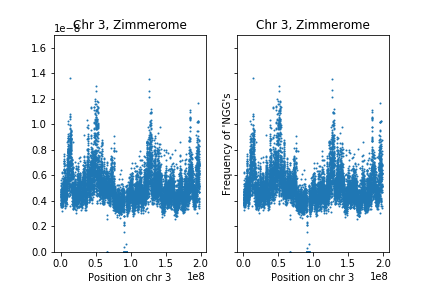 Chr 3, Zimmerome
Chr 3, Zimmerome
1.6
1.4
1.2
1.0
0.8
0.6
0.4
0.2
0.0
Frequency of NGG's
0.0 0.5 1.0 1.5 2.0
1e8
Position on chr 3
0.0 0.5 1.0 1.5 2.0
1e8
Position on chr 3